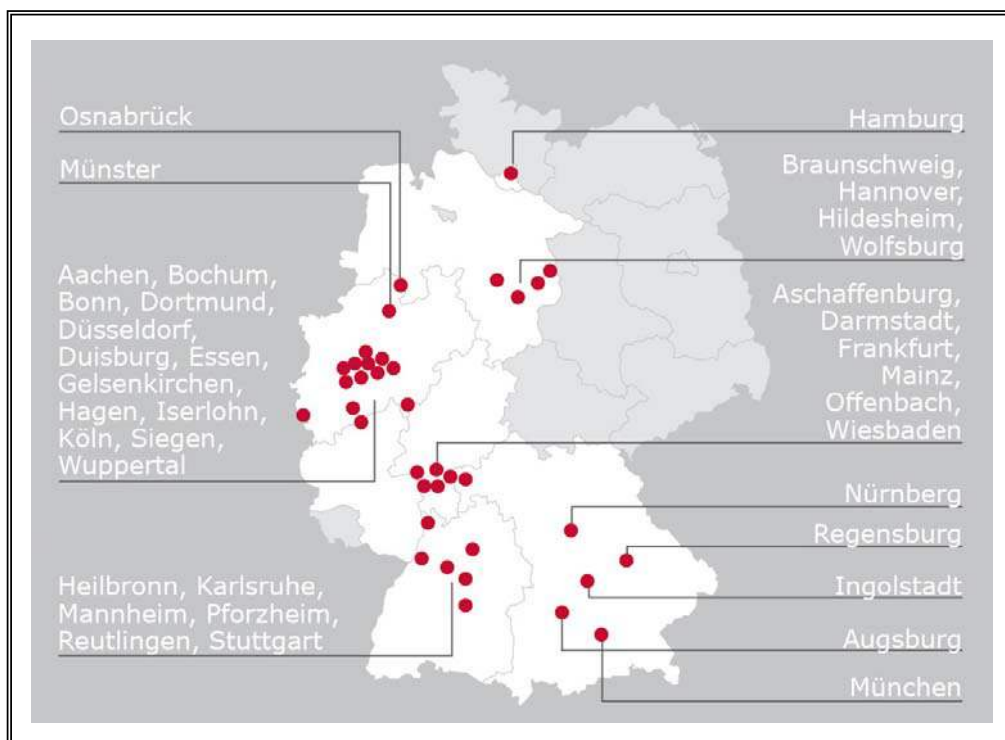 Osnabrück
Münster
Aachen, Bochum,
Bonn, Dortmund,
Düsseldorf,
Duisburg, Essen,
Gelsenkirchen,
Hagen, Iserlohn,
Köln, Siegen,
Wuppertal
Heilbronn, Karlsruhe,
Mannheim, Pforzheim,
Reutlingen, Stuttgart
Hamburg
Braunschweig,
Hannover,
Hildesheim,
Wolfsburg
Aschaffenburg,
Darmstadt,
Frankfurt,
Mainz,
Offenbach,
Wiesbaden
Nürnberg
Regensburg
Ingolstadt
Augsburg
München